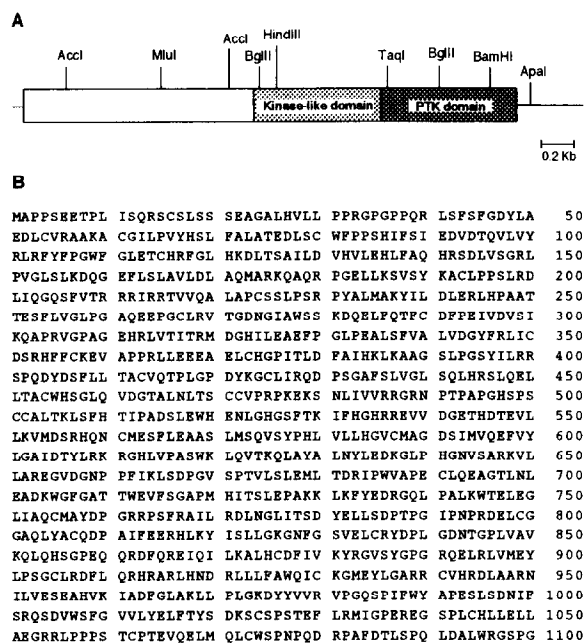 A
AccI MluI AccI BglII HindIII TaqI BglII BamHI ApaI
Kinase-like domain PTK domain
0.2 Kb
B
MAPPSEETPL ISQRSCSLSS SEAGALHVLL PPRGPGPPQR LSFSFGDYLA 50
EDLCVRAAKA CGILPVYHSL FALATEDLSC WFPPSHIFSI EDVDTQVLVY 100
RLRFYFPGWF GLETCHRFGL HKDLTSAILD VHVLEHLFAQ HRSDLVSGRL 150
PVGLSLKDQG EFLSLAVLDL AQMARKQAQR PGELLKSVSY KACLPPSLRD 200
LIQGQSFVTR RRIRRTVVQA LAPCSSLPSR PYALMAKYIL DLERLHPAAT 250
TESFLVGLPG AQEEPGCLRV TGDNGIAWSS KDQELFQTFC DFPEIVDVSI 300
KQAPRVGPAG EHRLVTITRM DGHILEAEFP GLPEALSFVA LVDGYFRLIC 350
DSRHFFCKEV APPRLLEEEA ELCHGPITLD FAIHKLKAAG SLPGSYILRR 400
SPQDYDSFLL TACVQTPLGP DYKGCLIRQD PSGAFSLVGL SQLHRSLQEL 450
LTACWHSGLQ VDGTALNLTS CCVPRPKEKS NLIVVRRGRN PTPAPGHSPS 500
CCALTKLSFH TIPADSLEWH ENLGHGSFTK IFHGHRREVV DGETHDTEVL 550
LKVMDSRHQN CMESFLEAAS LMSQVSYPHL VLLHGVCMAG DSIMVQEFVY 600
LGAIDTYLRK RGHLVPASWK LQVTKQLAYA LNYLEDKGLP HGNVSARKVL 650
LAREGVDGNP PFIKLSDPGV SPTVLSLEML TDRIPWVAPE CLQEAGTLNL 700
EADKWGFGAT TWEVFSGAPM HITSLEPAKK LKFYEDRGQL PALKWTELEG 750
LIAQCMAYDP GRRPSFRAIL RDLNGLITSD YELLSDPTPG IPNPRDELCG 800
GAQLYACQDP AIFEERHLKY ISLLGKGNFG SVELCRYDPL GDNTGPLVAV 850
KQLQHSGPEQ QRDFQREIQI LKALHCDFIV KYRGVSYGPG RQELRLVMEY 900
LPSGCLRDFL QRHRARLHND RLLLFAWQIC KGMEYLGARR CVHRDLAARN 950
ILVESEAHVK IADFGLAKLL PLGKDYYVVR VPGQSPIFWY APESLSDNIF 1000
SRQSDVWSFG VVLYELFTYS DKSCSPSTEF LRMIGPEREG SPLCHLLELL 1050
AEGRRLPPPS TCPTEVQELM QLCWSPNPQD RPAFDTLSPQ LDALWRGSPG 1100